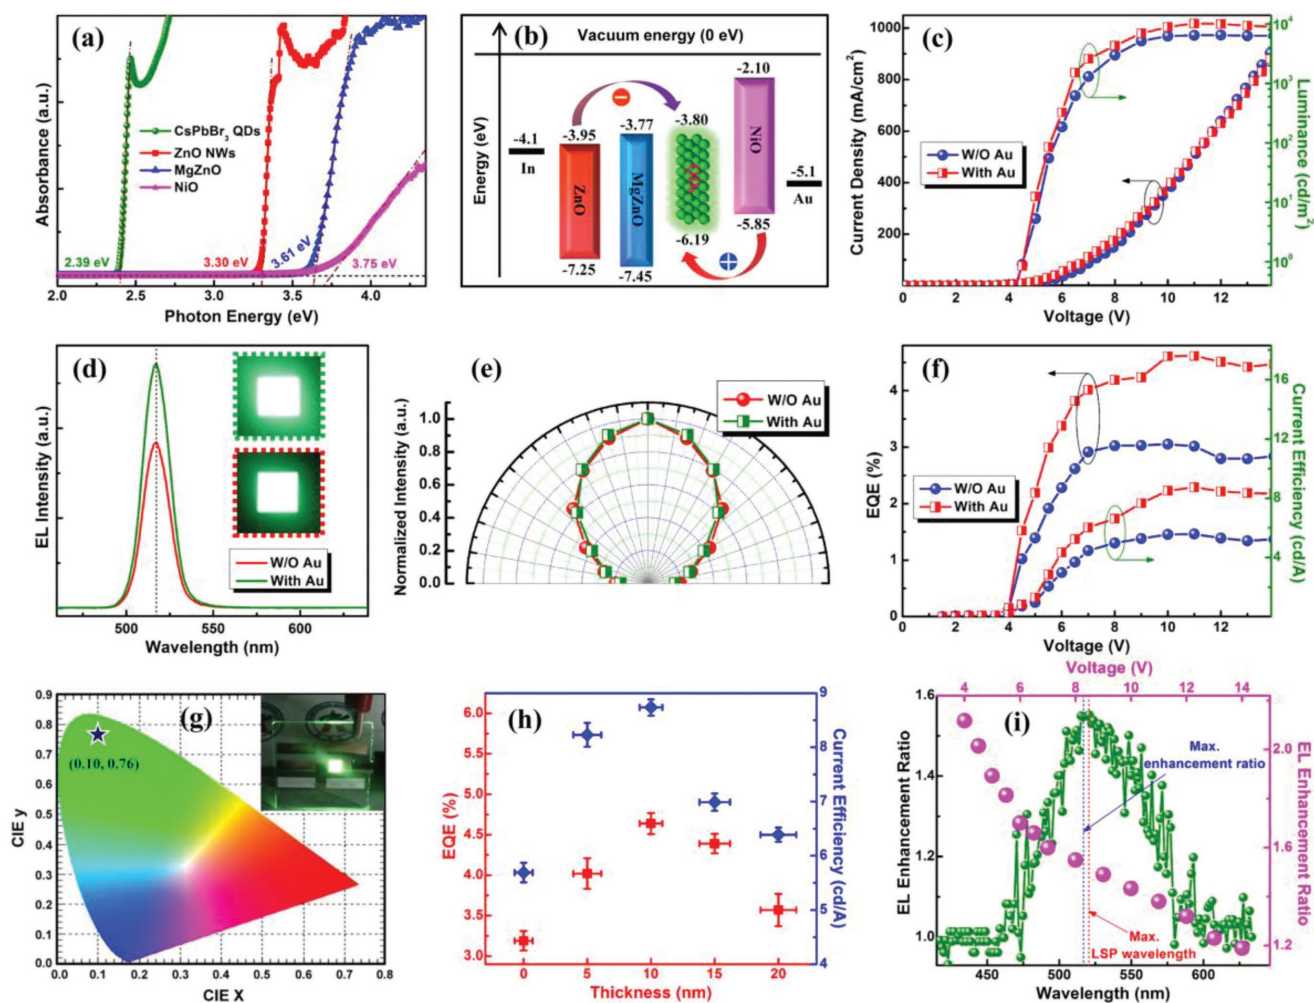 (a)
Absorbance (a.u.)
CsPbBr3 QDs
ZnO NWs
MgZnO
NiO
2.39 eV
3.30 eV
3.61 eV
3.75 eV
2.0 2.5 3.0 3.5 4.0
Photon Energy (eV)
(b)
Vacuum energy (0 eV)
Energy (eV)
-4.1
In
-3.95
ZnO
-7.25
-3.77
MgZnO
-7.45
-3.80
-6.19
-2.10
NiO
-5.85
-5.1
Au
(c)
Current Density (mA/cm2)
1000
800
600
400
200
W/O Au
With Au
10^4
10^3
10^2
10^1
10^0
Luminance (cd/m2)
0 2 4 6 8 10 12
Voltage (V)
(d)
EL Intensity (a.u.)
W/O Au
With Au
500 550 600
Wavelength (nm)
(e)
Normalized Intensity (a.u.)
1.0
0.8
0.6
0.4
0.2
0.0
W/O Au
With Au
(f)
EQE (%)
4
3
2
1
0
W/O Au
With Au
W/O Au
With Au
16
12
8
4
0
Current Efficiency (cd/A)
0 2 4 6 8 10 12
Voltage (V)
(g)
CIE y
0.9
0.8
0.7
0.6
0.5
0.4
0.3
0.2
0.1
0.0
(0.10, 0.76)
0.0 0.1 0.2 0.3 0.4 0.5 0.6 0.7 0.8
CIE X
(h)
EQE (%)
6.0
5.5
5.0
4.5
4.0
3.5
3.0
9
8
7
6
5
4
Current Efficiency (cd/A)
0 5 10 15 20
Thickness (nm)
(i)
Voltage (V)
4 6 8 10 12 14
EL Enhancement Ratio
1.6
1.4
1.2
1.0
Max.
enhancement ratio
Max.
LSP wavelength
2.0
1.6
1.2
EL Enhancement Ratio
450 500 550 600
Wavelength (nm)